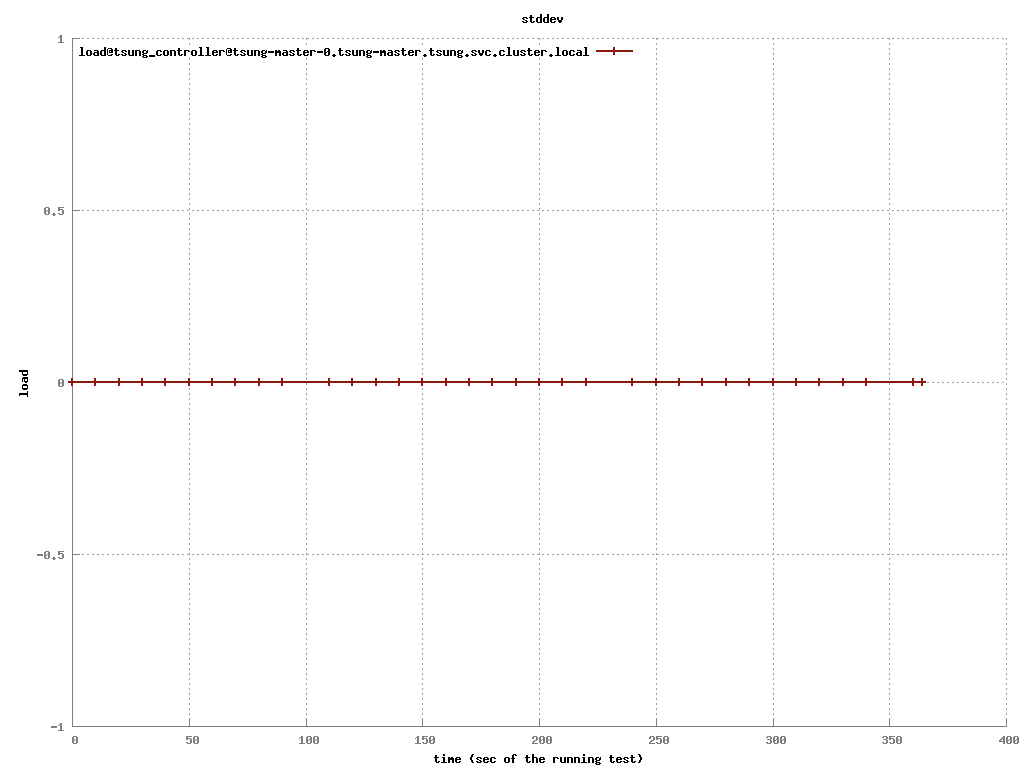 stddev
load@tsung_controller@tsung-master-0.tsung-master.tsung.svc.cluster.local
1
0.5
0
-0.5
-1
load
0 50 100 150 200 250 300 350 400
time (sec of the running test)